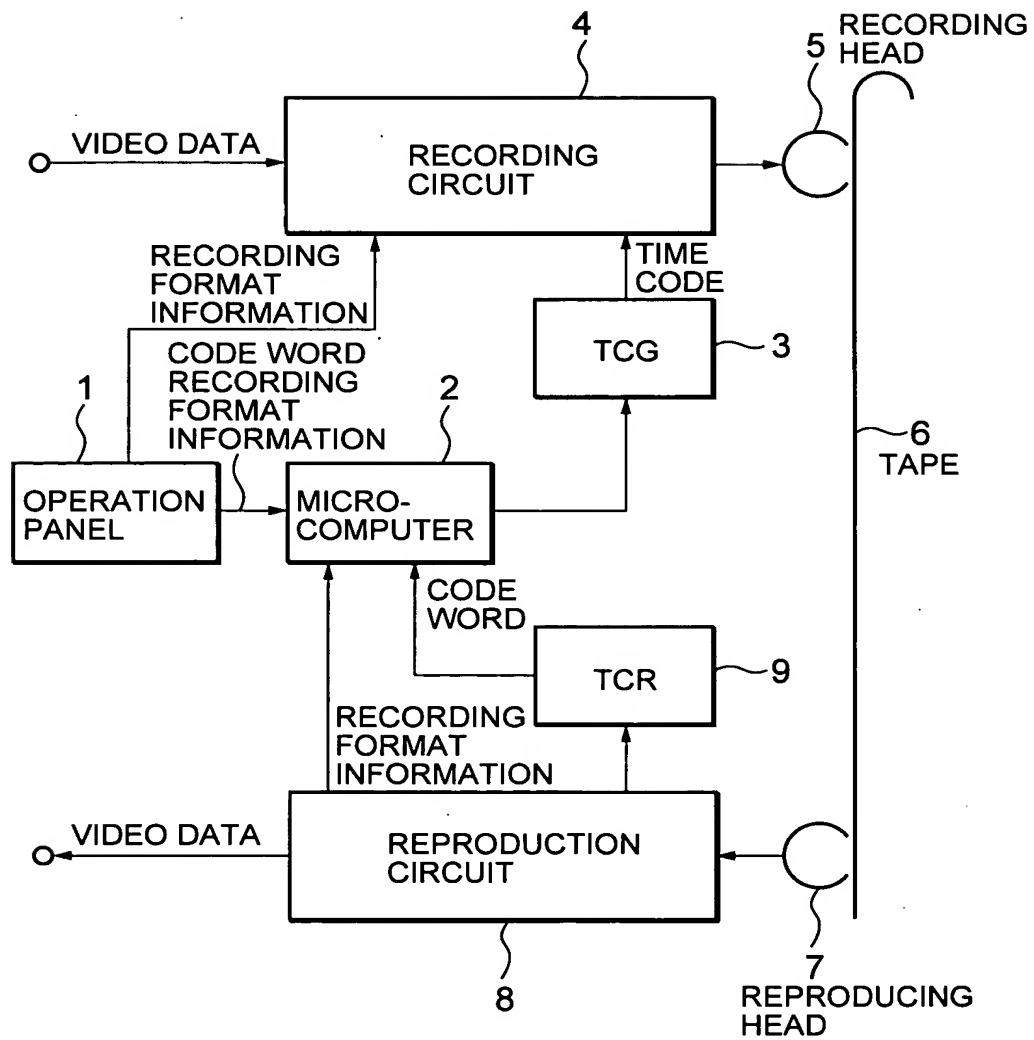 4
5
RECORDING
HEAD
VIDEO DATA
RECORDING
CIRCUIT
RECORDING
FORMAT
INFORMATION
TIME
CODE
TCG
3
CODE WORD
RECORDING
FORMAT
INFORMATION
1
2
6
TAPE
OPERATION
PANEL
MICRO-
COMPUTER
CODE
WORD
TCR
9
RECORDING
FORMAT
INFORMATION
VIDEO DATA
REPRODUCTION
CIRCUIT
8
7
REPRODUCING
HEAD